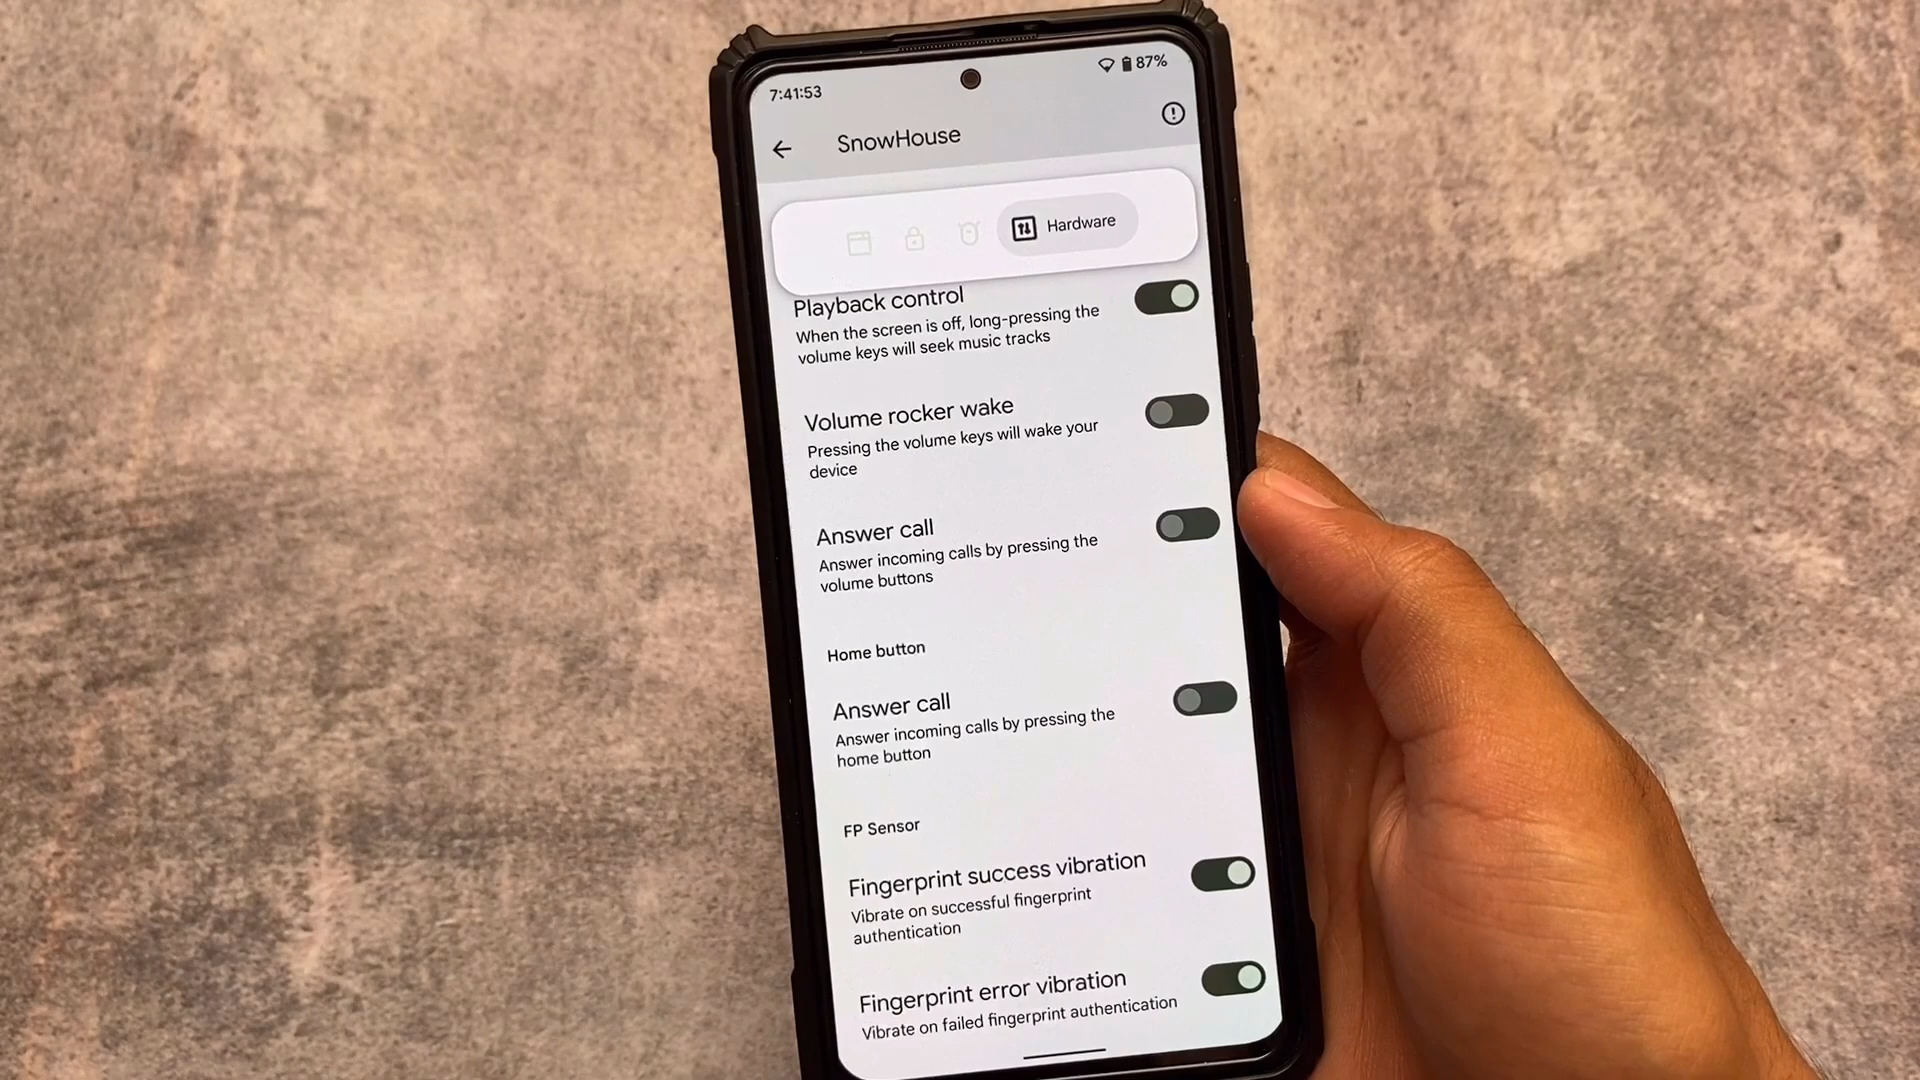 7:41:53
87%
SnowHouse
Hardware
Playback control
When the screen is off, long-pressing the
volume keys will seek music tracks
Volume rocker wake
Pressing the volume keys will wake your
device
Answer call
Answer incoming calls by pressing the
volume buttons
Home button
Answer call
Answer incoming calls by pressing the
home button
FP Sensor
Fingerprint success vibration
Vibrate on successful fingerprint
authentication
Fingerprint error vibration
Vibrate on failed fingerprint authentication